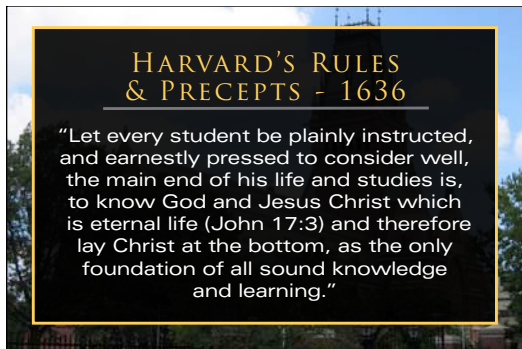 HARVARD'S RULES
& PRECEPTS - 1636
“Let every student be plainly instructed,
and earnestly pressed to consider well,
the main end of his life and studies is,
to know God and Jesus Christ which
is eternal life (John 17:3) and therefore
lay Christ at the bottom, as the only
foundation of all sound knowledge
and learning.”